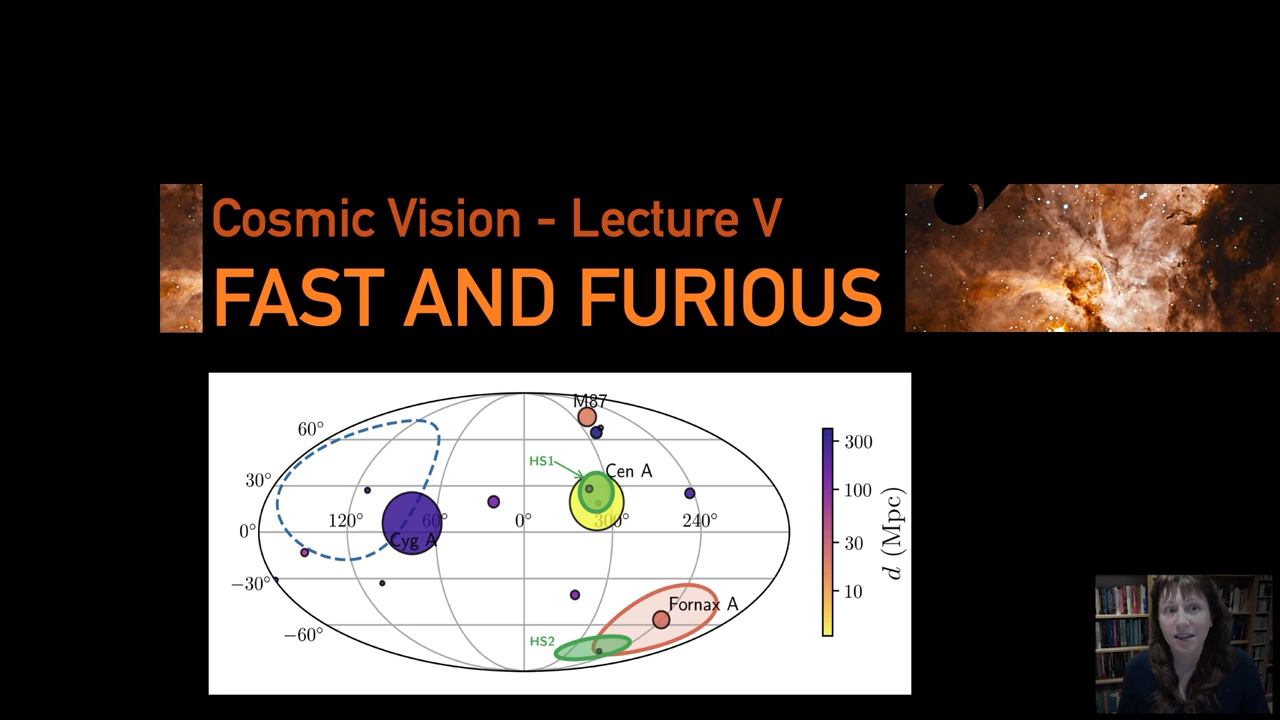 Cosmic Vision - Lecture V
FAST AND FURIOUS
M87
60°
HS1
Cen A
30°
120°
60°
0°
300°
240°
0°
Cyg A
−30°
Fornax A
−60°
HS2
300
100
30
10
d (Mpc)